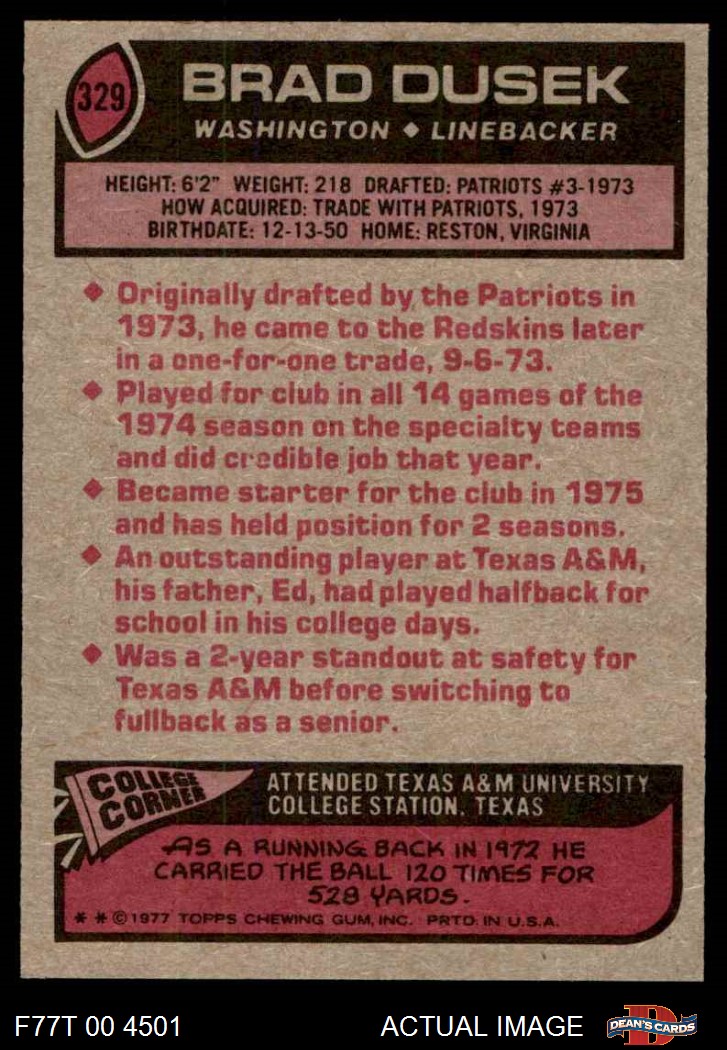 329
BRAD DUSEK
WASHINGTON ◆ LINEBACKER
HEIGHT: 6'2" WEIGHT: 218 DRAFTED: PATRIOTS #3-1973
HOW ACQUIRED: TRADE WITH PATRIOTS, 1973
BIRTHDATE: 12-13-50 HOME: RESTON, VIRGINIA
◆ Originally drafted by the Patriots in
1973, he came to the Redskins later
in a one-for-one trade, 9-6-73.
◆ Played for club in all 14 games of the
1974 season on the specialty teams
and did credible job that year.
◆ Became starter for the club in 1975
and has held position for 2 seasons.
◆ An outstanding player at Texas A&M,
his father, Ed, had played halfback for
school in his college days.
◆ Was a 2-year standout at safety for
Texas A&M before switching to
fullback as a senior.
COLLEGE
CORNER
ATTENDED TEXAS A&M UNIVERSITY
COLLEGE STATION, TEXAS
AS A RUNNING BACK IN 1972 HE
CARRIED THE BALL 120 TIMES FOR
528 YARDS.
* * © 1977 TOPPS CHEWING GUM, INC. PRTD. IN U.S.A.
F77T 00 4501 ACTUAL IMAGE
D
DEAN'S CARDS